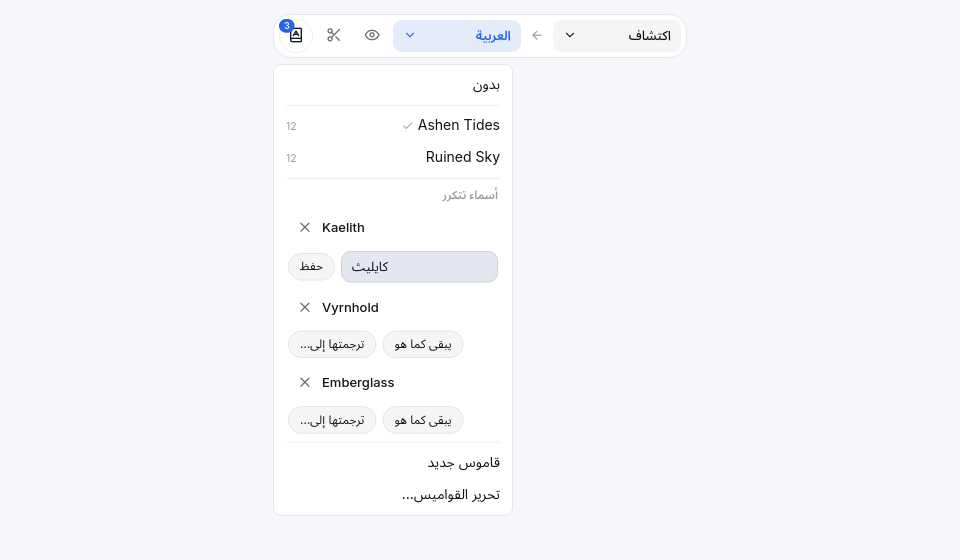 اكتشاف
العربية
3
بدون
Ashen Tides 12
Ruined Sky 12
أسماء تتكرر
Kaelith
كايليث حفظ
Vyrnhold
يبقى كما هو ترجمتها إلى...
Emberglass
يبقى كما هو ترجمتها إلى...
قاموس جديد
تحرير القواميس...